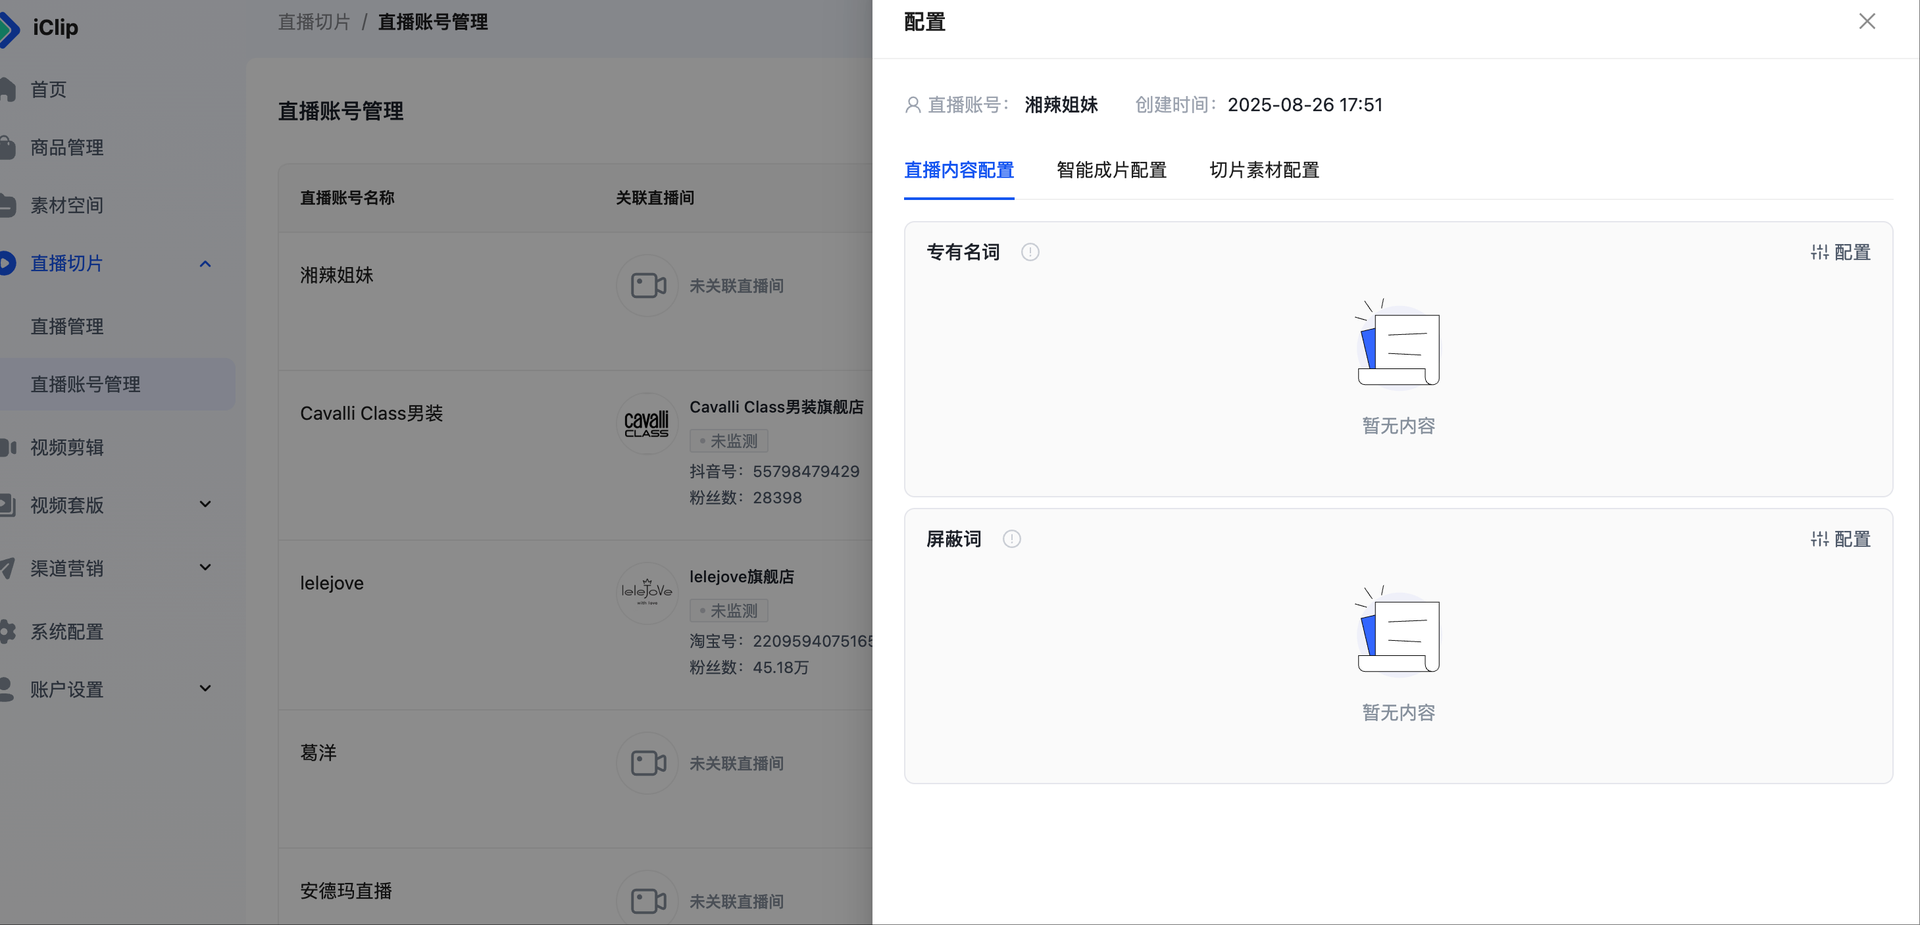 iClip
首页
商品管理
素材空间
直播切片
直播管理
直播账号管理
视频剪辑
视频套版
渠道营销
系统配置
账户设置
直播切片 / 直播账号管理
直播账号管理
直播账号名称 关联直播间
湘辣姐妹
未关联直播间
Cavalli Class男装
cavalli
CLASS
Cavalli Class男装旗舰店
未监测
抖音号：55798479429
粉丝数：28398
lelejove
lelejove
with love
lelejove旗舰店
未监测
淘宝号：2209594075165
粉丝数：45.18万
葛洋
未关联直播间
安德玛直播
未关联直播间
配置
直播账号： 湘辣姐妹 创建时间：2025-08-26 17:51
直播内容配置 智能成片配置 切片素材配置
专有名词 配置
暂无内容
屏蔽词 配置
暂无内容